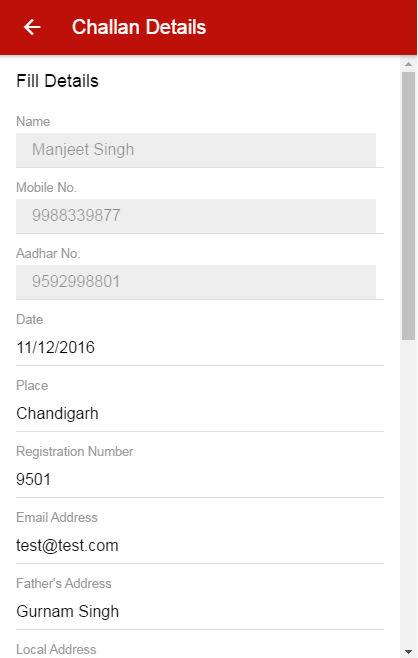 Challan Details
Fill Details
Name
Manjeet Singh
Mobile No.
9988339877
Aadhar No.
9592998801
Date
11/12/2016
Place
Chandigarh
Registration Number
9501
Email Address
test@test.com
Father's Address
Gurnam Singh
Local Address